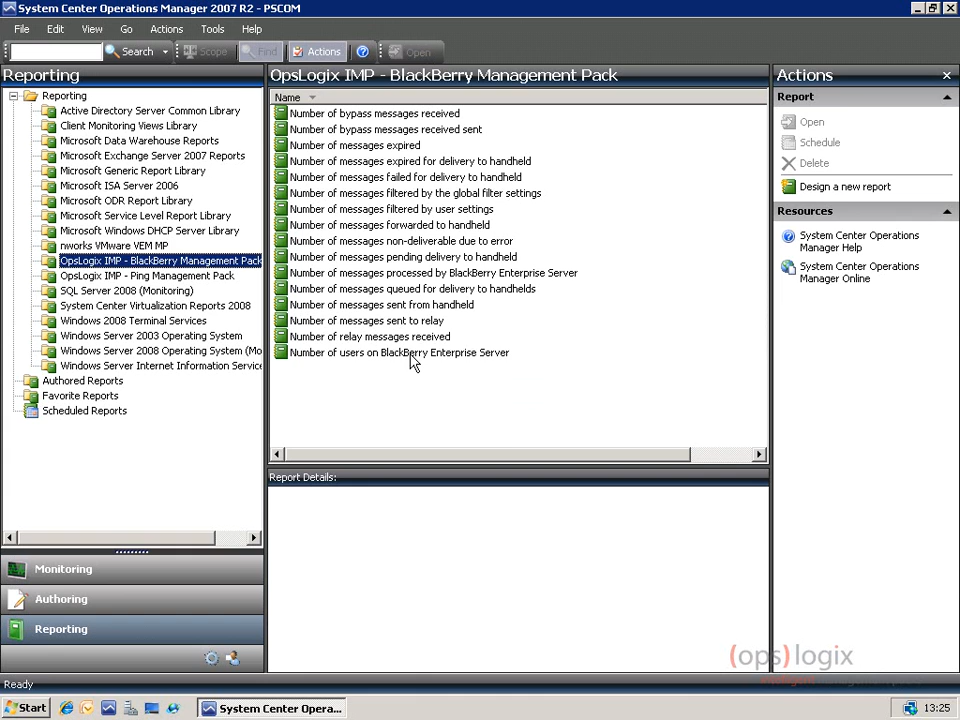 System Center Operations Manager 2007 R2 - PSCOM
File Edit View Go Actions Tools Help
Search Scope Find Actions Open
Reporting
Reporting
Active Directory Server Common Library
Client Monitoring Views Library
Microsoft Data Warehouse Reports
Microsoft Exchange Server 2007 Reports
Microsoft Generic Report Library
Microsoft ISA Server 2006
Microsoft ODR Report Library
Microsoft Service Level Report Library
Microsoft Windows DHCP Server Library
nworks VMware VEM MP
OpsLogix IMP - BlackBerry Management Pack
OpsLogix IMP - Ping Management Pack
SQL Server 2008 (Monitoring)
System Center Virtualization Reports 2008
Windows 2008 Terminal Services
Windows Server 2003 Operating System
Windows Server 2008 Operating System (Mo
Windows Server Internet Information Service
Authored Reports
Favorite Reports
Scheduled Reports
Monitoring
Authoring
Reporting
OpsLogix IMP - BlackBerry Management Pack
Name
Number of bypass messages received
Number of bypass messages received sent
Number of messages expired
Number of messages expired for delivery to handheld
Number of messages failed for delivery to handheld
Number of messages filtered by the global filter settings
Number of messages filtered by user settings
Number of messages forwarded to handheld
Number of messages non-deliverable due to error
Number of messages pending delivery to handheld
Number of messages processed by BlackBerry Enterprise Server
Number of messages queued for delivery to handhelds
Number of messages sent from handheld
Number of messages sent to relay
Number of relay messages received
Number of users on BlackBerry Enterprise Server
Report Details:
Actions
Report
Open
Schedule
Delete
Design a new report
Resources
System Center Operations
Manager Help
System Center Operations
Manager Online
(ops)logix
Ready
Start
System Center Opera...
13:25